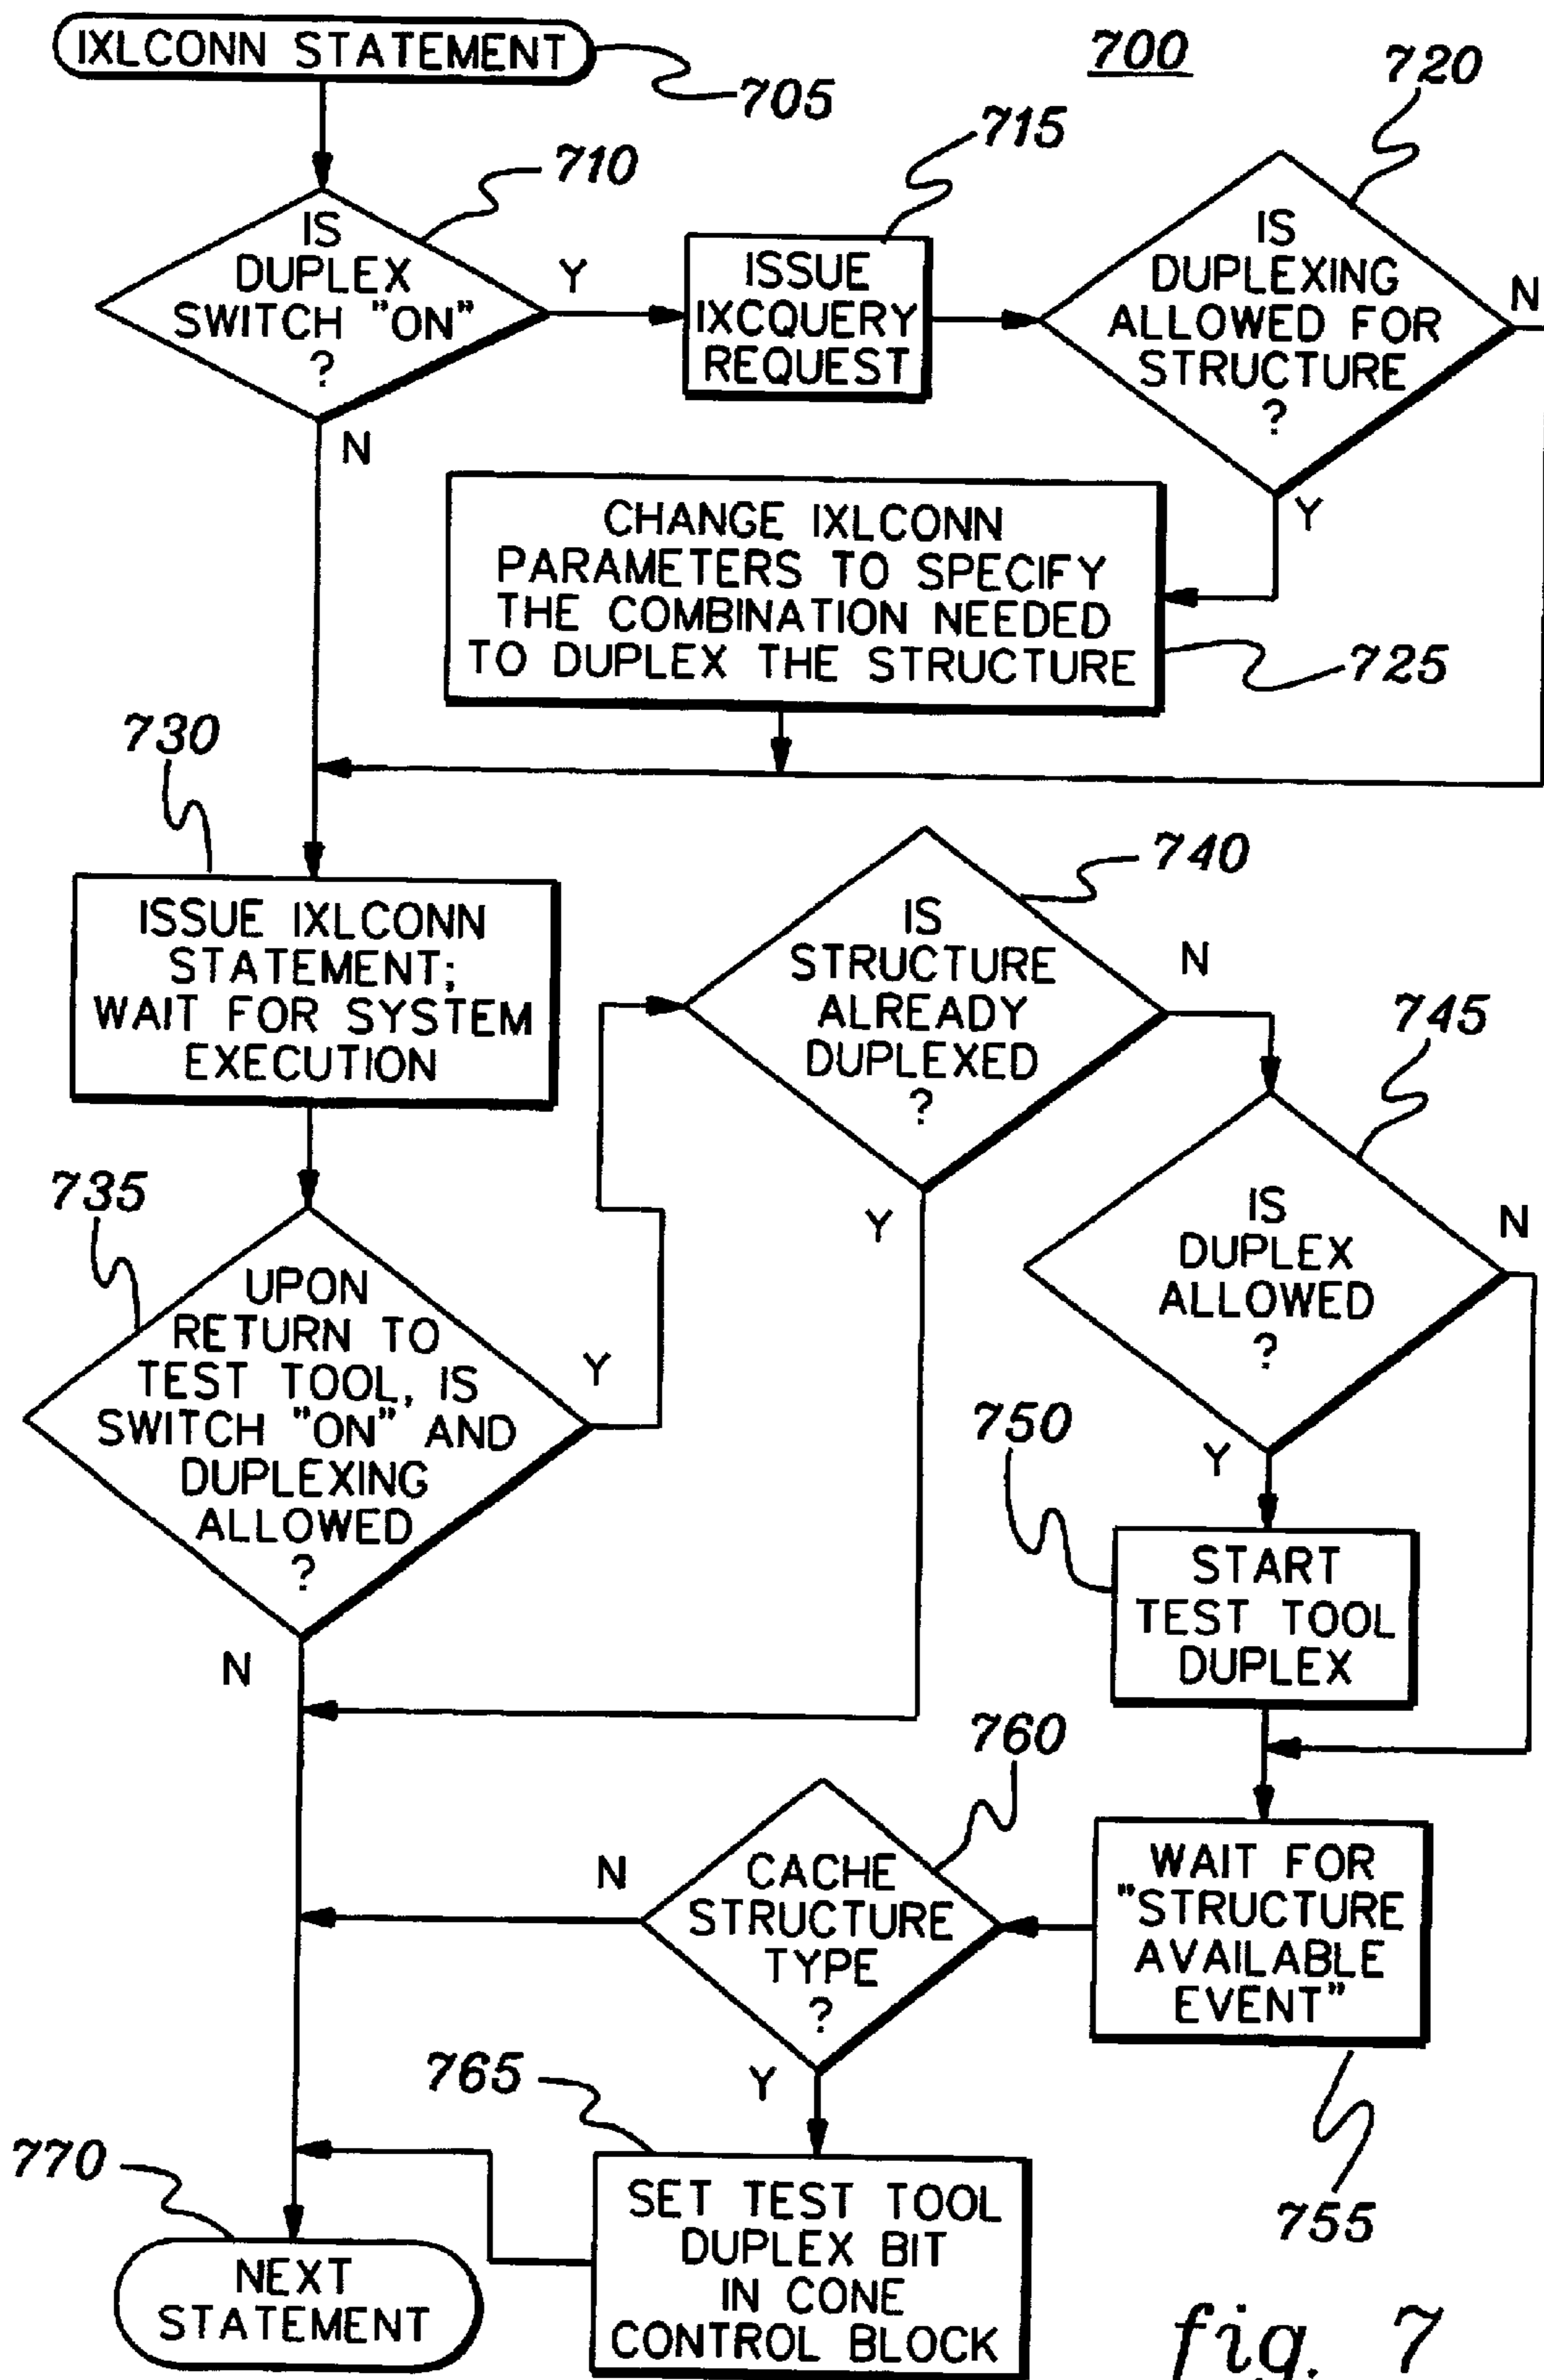 IXLCONN STATEMENT
705
700
720
715
710
IS
DUPLEX
SWITCH "ON"
?
Y
N
ISSUE
IXCQUERY
REQUEST
IS
DUPLEXING
ALLOWED FOR
STRUCTURE
?
N
Y
CHANGE IXLCONN
PARAMETERS TO SPECIFY
THE COMBINATION NEEDED
TO DUPLEX THE STRUCTURE
725
730
ISSUE IXLCONN
STATEMENT;
WAIT FOR SYSTEM
EXECUTION
740
IS
STRUCTURE
ALREADY
DUPLEXED
?
N
Y
745
IS
DUPLEX
ALLOWED
?
N
Y
735
UPON
RETURN TO
TEST TOOL, IS
SWITCH "ON" AND
DUPLEXING
ALLOWED
?
Y
N
750
START
TEST TOOL
DUPLEX
760
CACHE
STRUCTURE
TYPE
?
N
Y
WAIT FOR
"STRUCTURE
AVAILABLE
EVENT"
755
765
SET TEST TOOL
DUPLEX BIT
IN CONE
CONTROL BLOCK
770
NEXT
STATEMENT
fig. 7